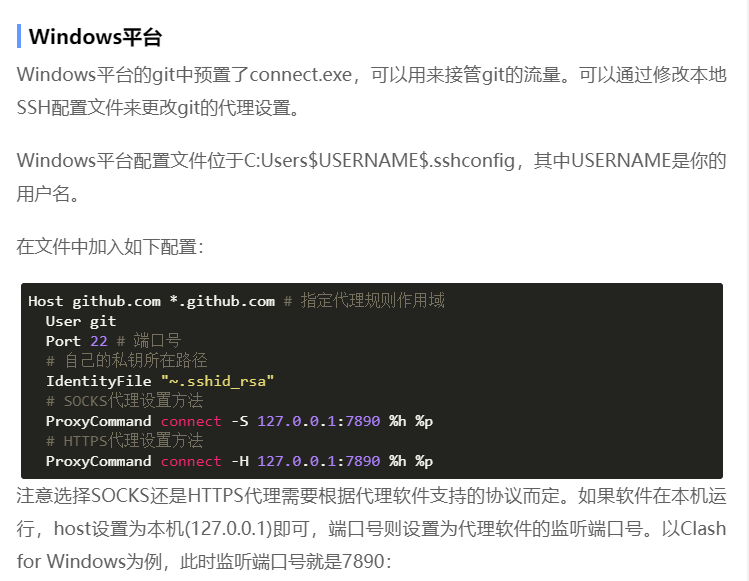 Windows平台
Windows平台的git中预置了connect.exe，可以用来接管git的流量。可以通过修改本地
SSH配置文件来更改git的代理设置。
Windows平台配置文件位于C:Users$USERNAME$.sshconfig，其中USERNAME是你的
用户名。
在文件中加入如下配置：
Host github.com *.github.com # 指定代理规则作用域
  User git
  Port 22 # 端口号
  # 自己的私钥所在路径
  IdentityFile "~.sshid_rsa"
  # SOCKS代理设置方法
  ProxyCommand connect -S 127.0.0.1:7890 %h %p
  # HTTPS代理设置方法
  ProxyCommand connect -H 127.0.0.1:7890 %h %p
注意选择SOCKS还是HTTPS代理需要根据代理软件支持的协议而定。如果软件在本机运
行，host设置为本机(127.0.0.1)即可，端口号则设置为代理软件的监听端口号。以Clash
for Windows为例，此时监听端口号就是7890：